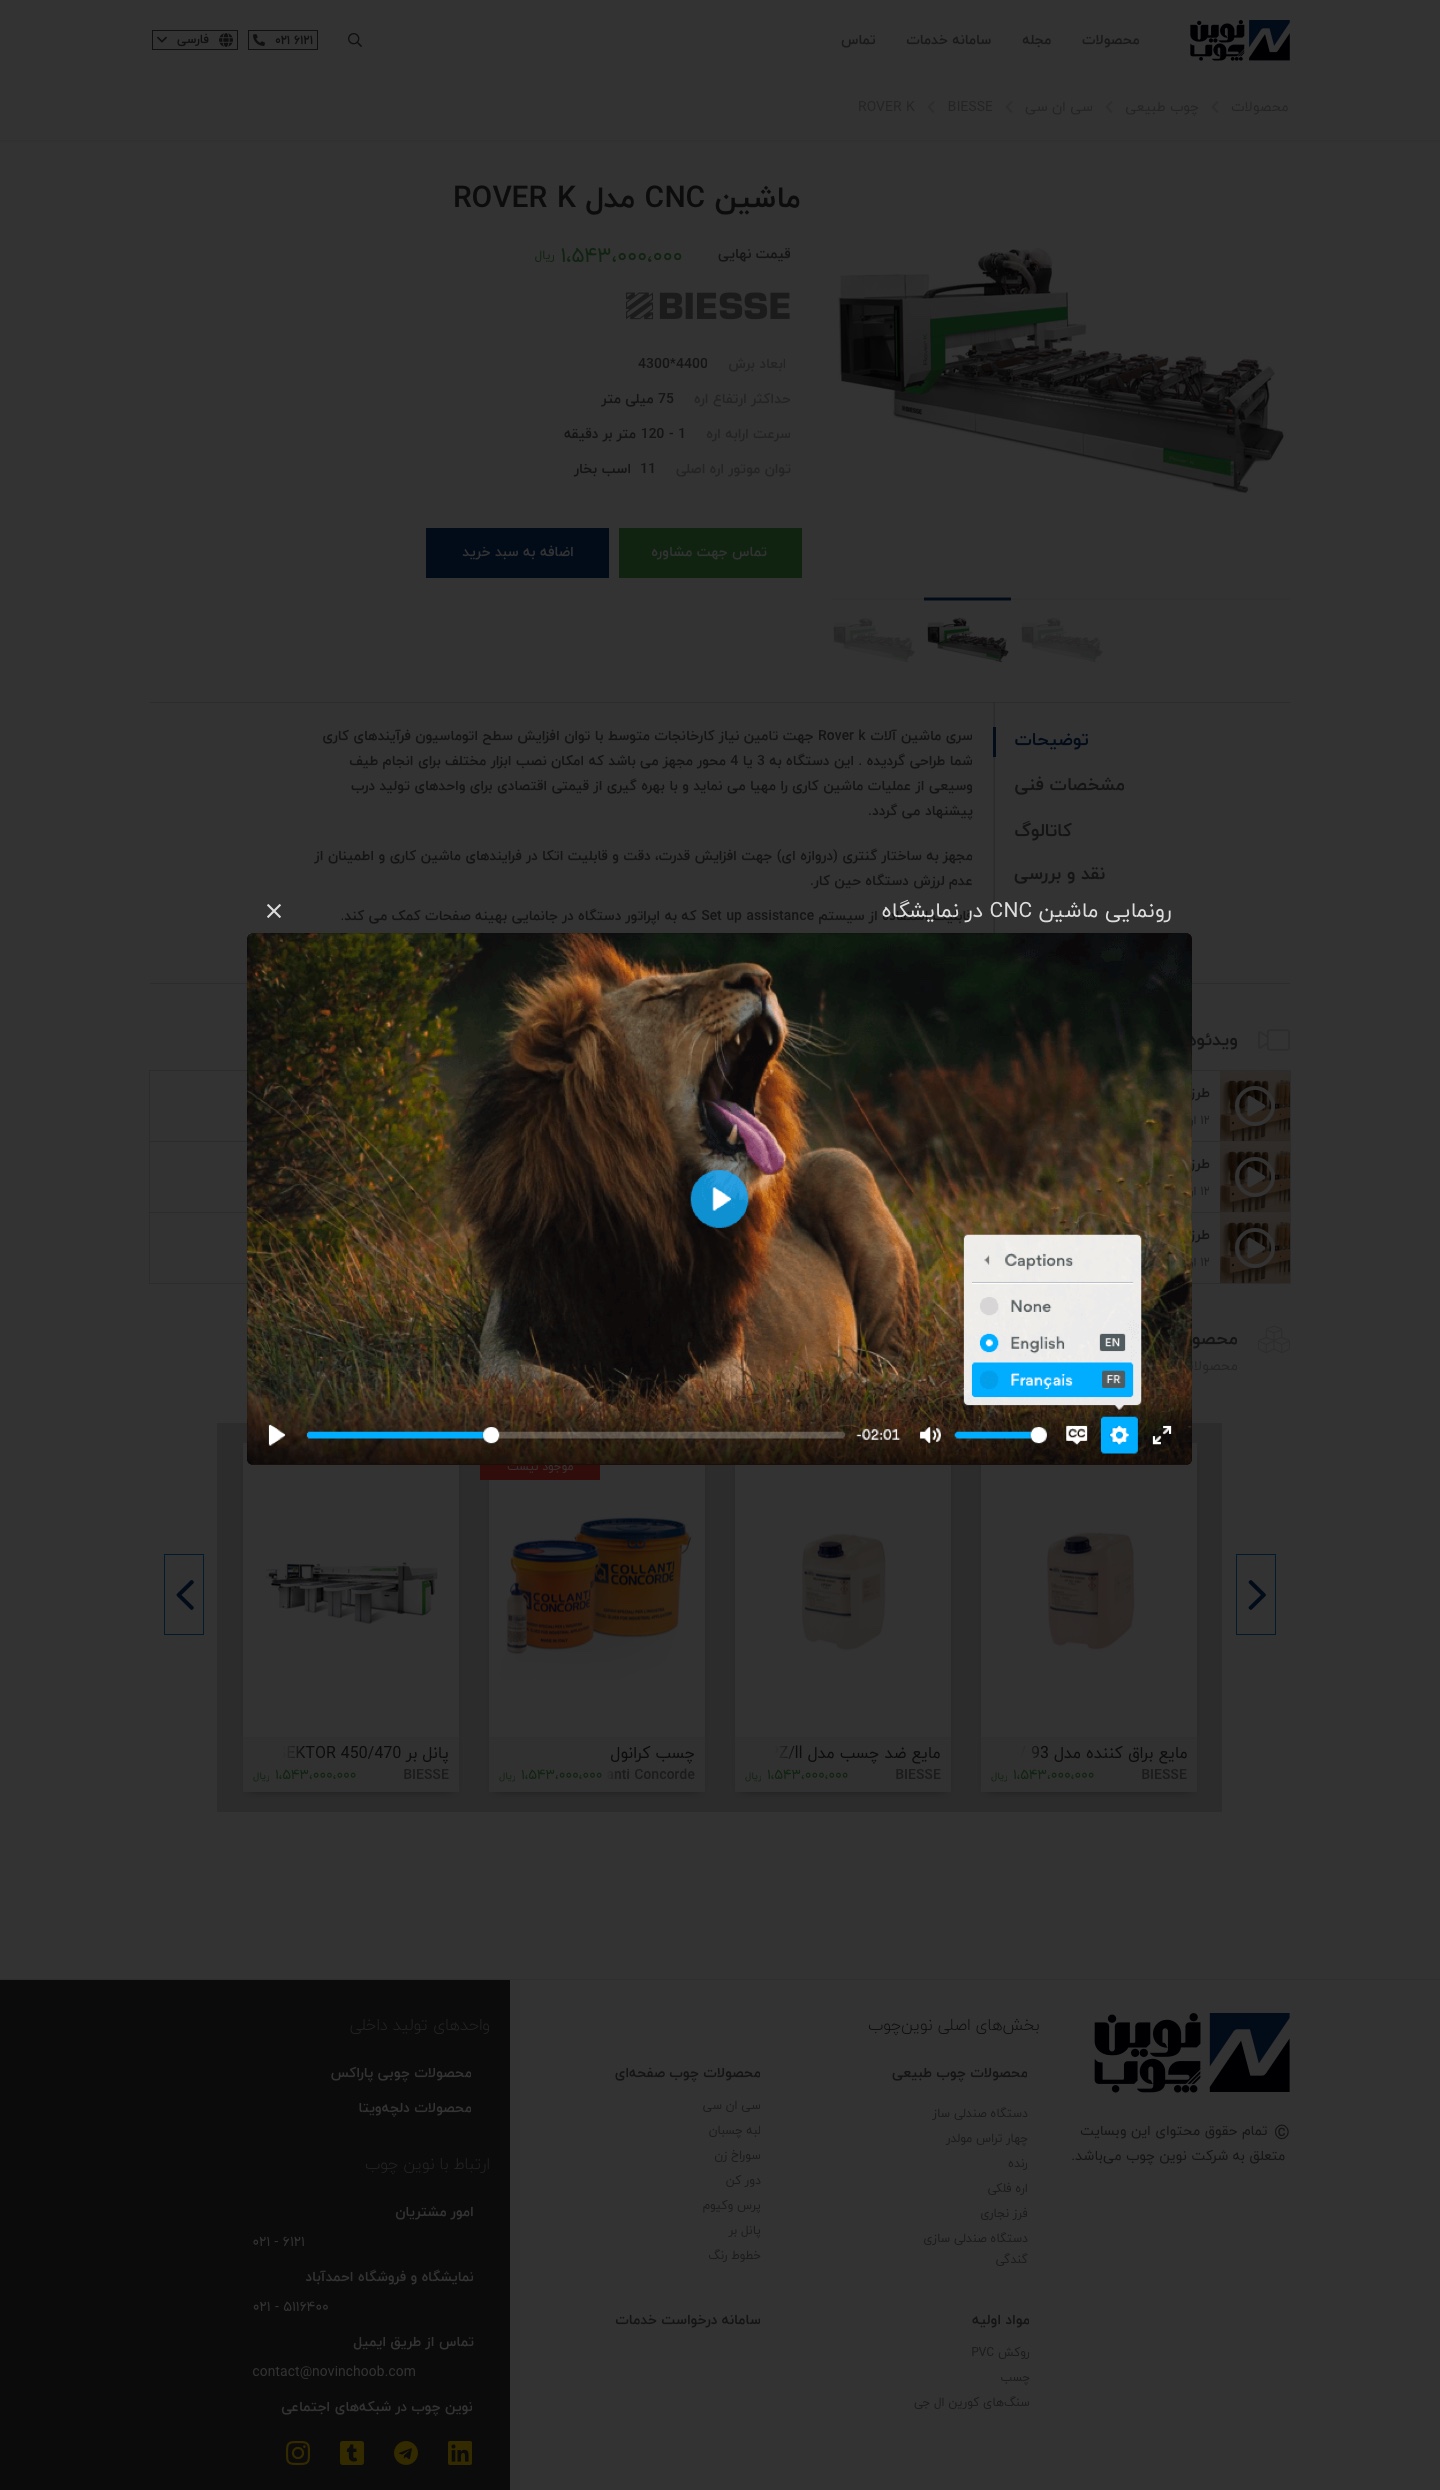 نوین چوب
محصولات
مجله
سامانه خدمات
تماس
۰۲۱ ۶۱۲۱
فارسی
محصولات
چوب طبیعی
سی ان سی
BIESSE
ROVER K
ماشین CNC مدل ROVER K
قیمت نهایی ۱،۵۴۳،۰۰۰،۰۰۰ ریال
BIESSE
ابعاد برش 4300*4400
حداکثر ارتفاع اره 75 میلی متر
سرعت ارابه اره 1 - 120 متر بر دقیقه
توان موتور اره اصلی 11 اسب بخار
تماس جهت مشاوره
اضافه به سبد خرید
توضیحات
مشخصات فنی
کاتالوگ
نقد و بررسی
سری ماشین آلات Rover k جهت تامین نیاز کارخانجات متوسط با توان افزایش سطح اتوماسیون فرآیندهای کاری
شما طراحی گردیده . این دستگاه به 3 یا 4 محور مجهز می باشد که امکان نصب ابزار مختلف برای انجام طیف
وسیعی از عملیات ماشین کاری را مهیا می نماید و با بهره گیری از قیمتی اقتصادی برای واحدهای تولید درب
پیشنهاد می گردد.
مجهز به ساختار گنتری (دروازه ای) جهت افزایش قدرت، دقت و قابلیت اتکا در فرایندهای ماشین کاری و اطمینان از
عدم لرزش دستگاه حین کار.
از سیستم Set up assistance که به اپراتور دستگاه در جانمایی بهینه صفحات کمک می کند.
رونمایی ماشین CNC در نمایشگاه
Captions
None
English EN
Français FR
-02:01
CC
موجود نیست
COLLANTI
CONCORDE
COLLANTI
CONCORDE
مایع براق کننده مدل 93
BIESSE ۱،۵۴۳،۰۰۰،۰۰۰ ریال
مایع ضد چسب مدل Z/II
BIESSE ۱،۵۴۳،۰۰۰،۰۰۰ ریال
چسب کرانول
nti Concorde ۱،۵۴۳،۰۰۰،۰۰۰ ریال
پانل بر EKTOR 450/470
BIESSE ۱،۵۴۳،۰۰۰،۰۰۰ ریال
نوین چوب
© تمام حقوق محتوای این وبسایت
متعلق به شرکت نوین چوب می‌باشد.
بخش‌های اصلی نوین‌چوب
محصولات چوب طبیعی
دستگاه صندلی ساز
چهار تراس مولدر
رنده
اره فلکی
فرز نجاری
دستگاه صندلی سازی
گندگی
محصولات چوب صفحه‌ای
سی ان سی
لبه چسبان
سوراخ زن
دور کن
پرس وکیوم
پانل بر
خطوط رنگ
مواد اولیه
روکش PVC
چسب
سنگ‌های کورین ال جی
سامانه درخواست خدمات
واحدهای تولید داخلی
محصولات چوبی پاراکس
محصولات دلچه‌ویتا
ارتباط با نوین چوب
امور مشتریان
۰۲۱ - ۶۱۲۱
نمایشگاه و فروشگاه احمدآباد
۰۲۱ - ۵۱۱۶۴۰۰
تماس از طریق ایمیل
contact@novinchoob.com
نوین چوب در شبکه‌های اجتماعی